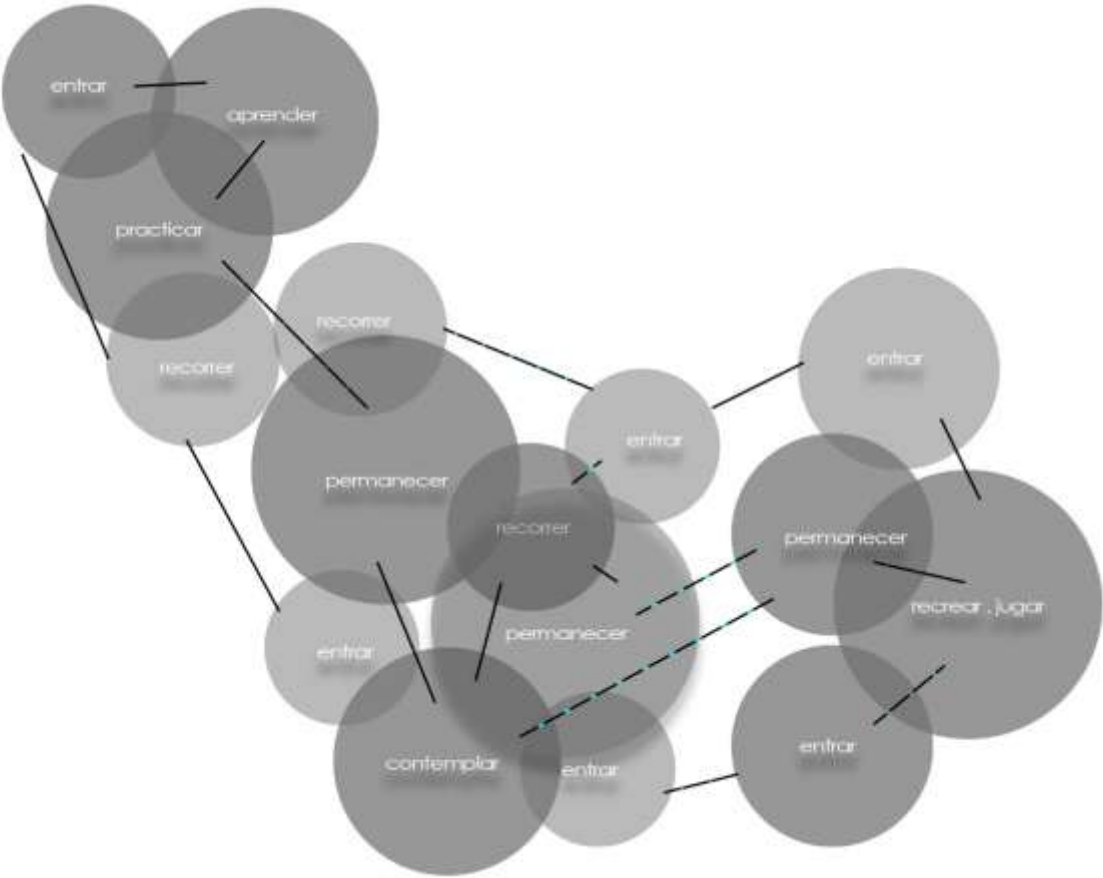 entrar
aprender
practicar
recorrer
recorrer
entrar
entrar
permanecer
recorrer
permanecer
recrear . jugar
permanecer
entrar
entrar
contemplar
entrar